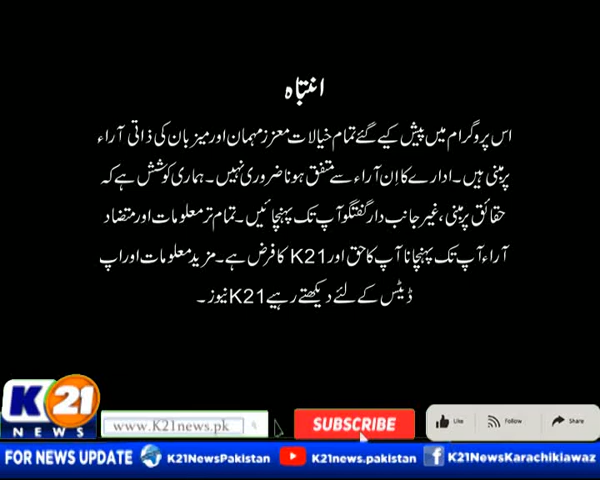 انتباہ
اس پروگرام میں پیش کیے گئے تمام خیالات معزز مہمان اور میزبان کی ذاتی آراء
پر مبنی ہیں۔ ادارے کا اِن آراء سے متفق ہونا ضروری نہیں۔ ہماری کوشش ہے کہ
حقائق پر مبنی، غیر جانب دار گفتگو آپ تک پہنچائیں۔ تمام تر معلومات اور متضاد
آراء آپ تک پہنچانا آپ کا حق اور K21 کا فرض ہے۔ مزید معلومات اور اپ
ڈیٹس کے لئے دیکھتے رہیے K21 نیوز۔
K 21
NEWS
www.K21news.pk
SUBSCRIBE
Like
Follow
Share
FOR NEWS UPDATE
K21NewsPakistan
K21news.pakistan
K21NewsKarachikiawaz